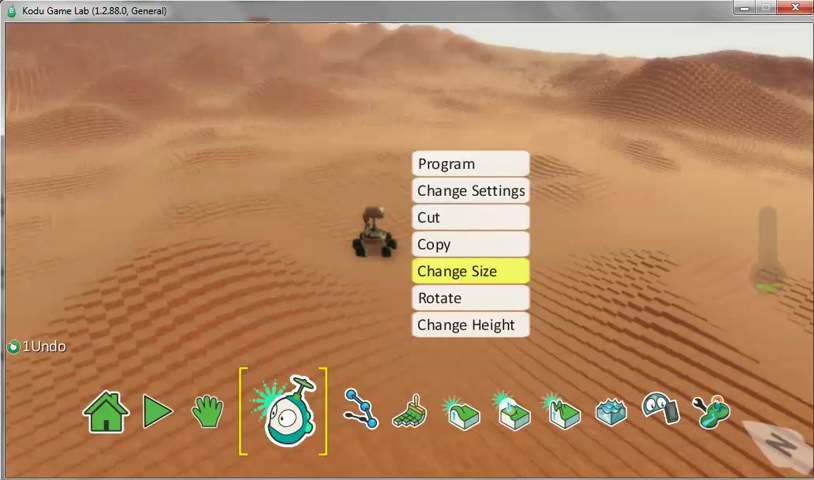 Kodu Game Lab (1.2.88.0, General)
Program
Change Settings
Cut
Copy
Change Size
Rotate
Change Height
1Undo
N